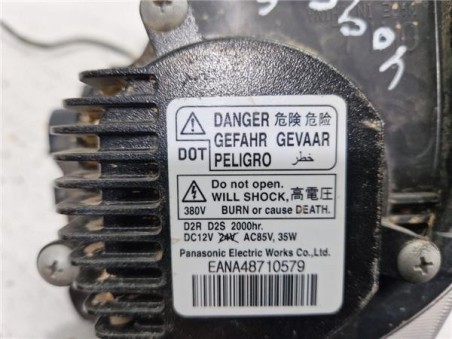 DANGER 危険 危险
GEFAHR GEVAAR
DOT PELIGRO خطر
Do not open.
WILL SHOCK, 高電圧
380V BURN or cause DEATH.
D2R D2S 2000hr.
DC12V 24V AC85V, 35W
Panasonic Electric Works Co.,Ltd.
EANA48710579